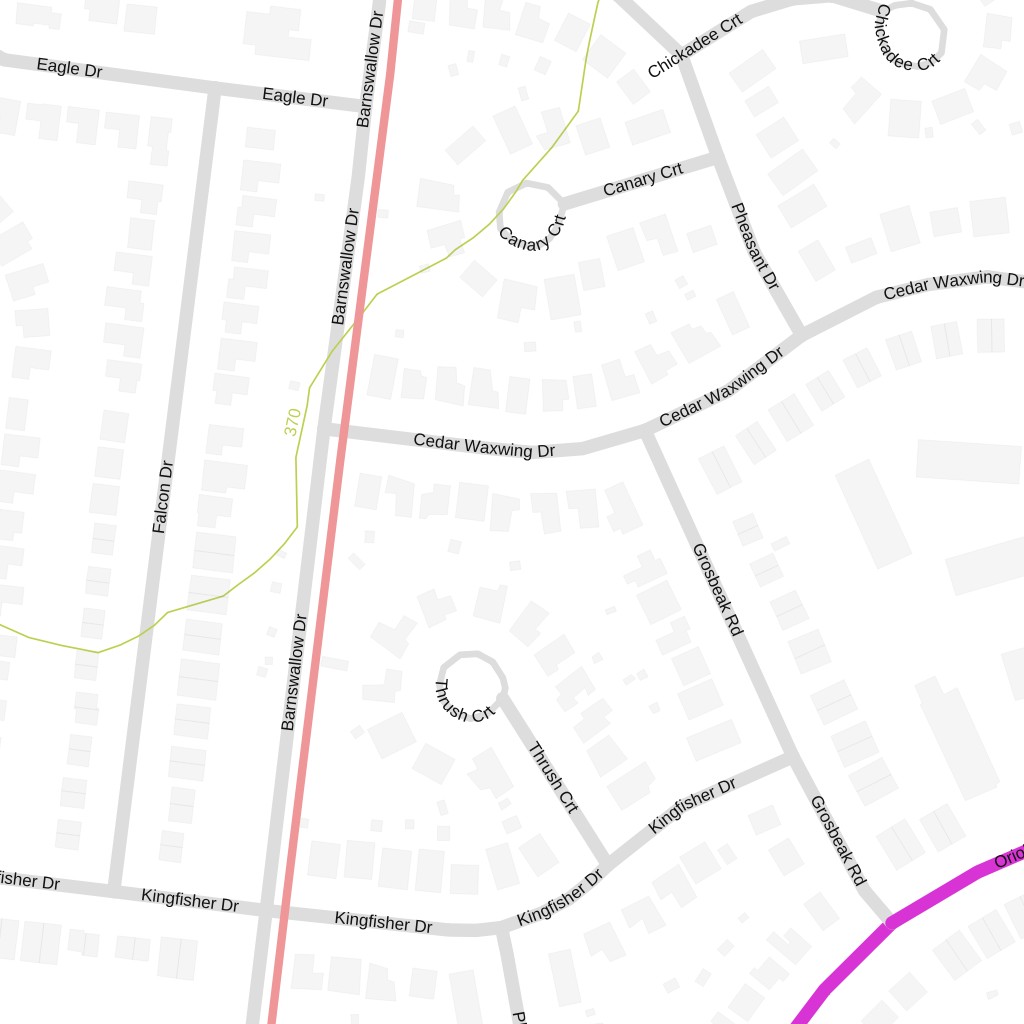 Chickadee Crt
Chickadee Crt
Barnswallow Dr
Eagle Dr
Eagle Dr
Canary Crt
Canary Crt
Pheasant Dr
Barnswallow Dr
Cedar Waxwing Dr
Cedar Waxwing Dr
370
Cedar Waxwing Dr
Falcon Dr
Grosbeak Rd
Barnswallow Dr
Thrush Crt
Thrush Crt
Kingfisher Dr
Grosbeak Rd
Orio
fisher Dr
Kingfisher Dr
Kingfisher Dr
Kingfisher Dr